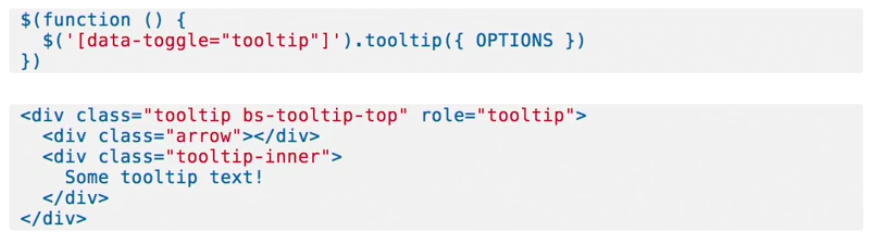 $(function () {
  $('[data-toggle="tooltip"]').tooltip({ OPTIONS })
})
<div class="tooltip bs-tooltip-top" role="tooltip">
  <div class="arrow"></div>
  <div class="tooltip-inner">
    Some tooltip text!
  </div>
</div>